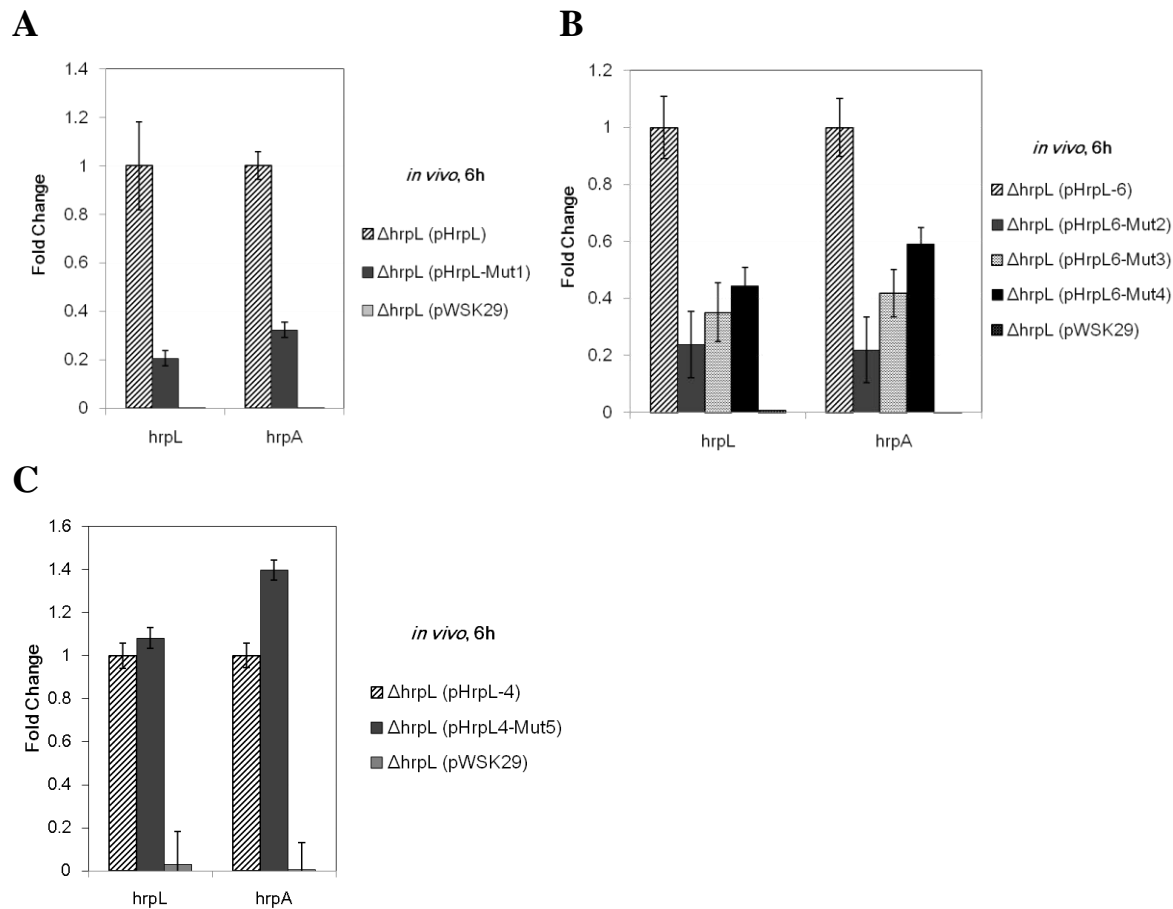 A
Fold Change
1.4
1.2
1
0.8
0.6
0.4
0.2
0
hrpL
hrpA
in vivo, 6h
ΔhrpL (pHrpL)
ΔhrpL (pHrpL-Mut1)
ΔhrpL (pWSK29)
B
Fold Change
1.2
1
0.8
0.6
0.4
0.2
0
hrpL
hrpA
in vivo, 6h
ΔhrpL (pHrpL-6)
ΔhrpL (pHrpL6-Mut2)
ΔhrpL (pHrpL6-Mut3)
ΔhrpL (pHrpL6-Mut4)
ΔhrpL (pWSK29)
C
Fold Change
1.6
1.4
1.2
1
0.8
0.6
0.4
0.2
0
hrpL
hrpA
in vivo, 6h
ΔhrpL (pHrpL-4)
ΔhrpL (pHrpL4-Mut5)
ΔhrpL (pWSK29)